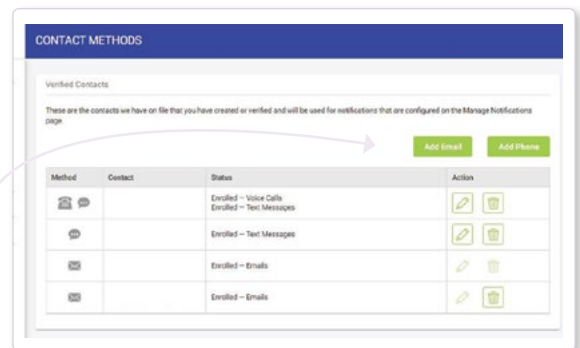 CONTACT METHODS
Verified Contacts
These are the contacts we have on file that you have created or verified and will be used for notifications that are configured on the Manage Notifications
page.
Add Email Add Phone
Method Contact Status Action
Enrolled – Voice Calls
Enrolled – Text Messages
Enrolled – Text Messages
Enrolled – Emails
Enrolled – Emails